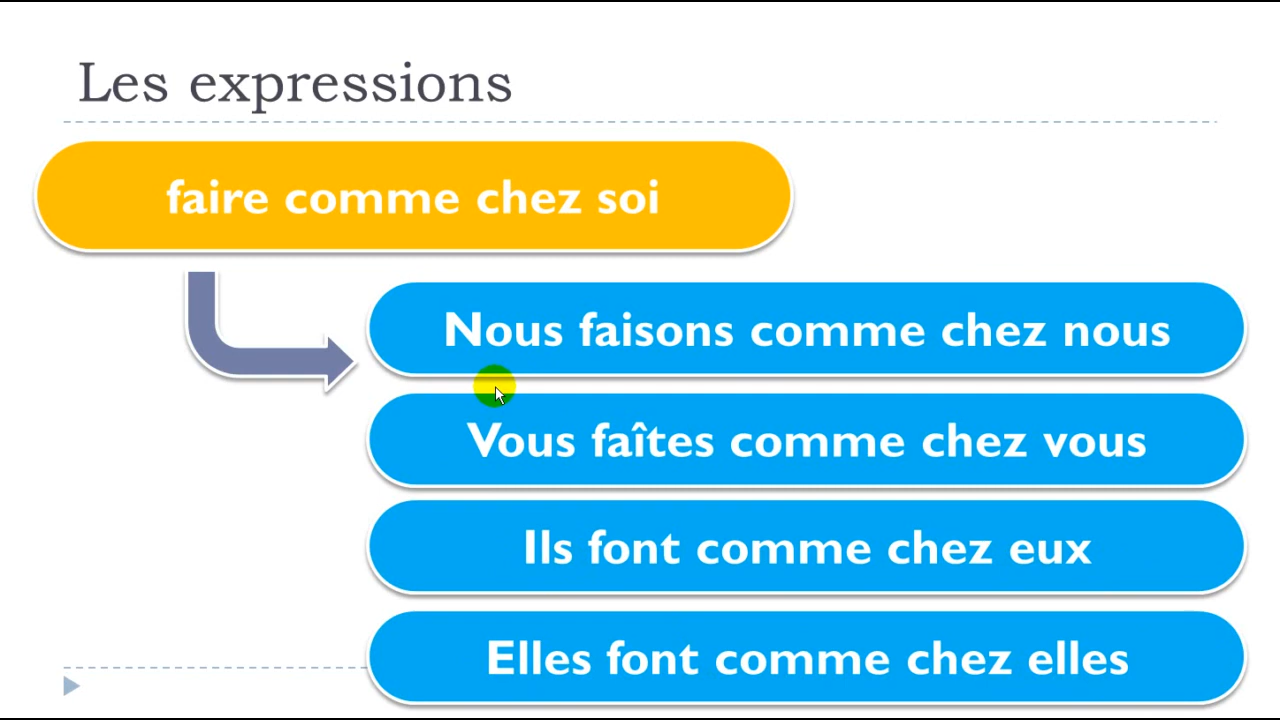 Les expressions
faire comme chez soi
Nous faisons comme chez nous
Vous faîtes comme chez vous
Ils font comme chez eux
Elles font comme chez elles